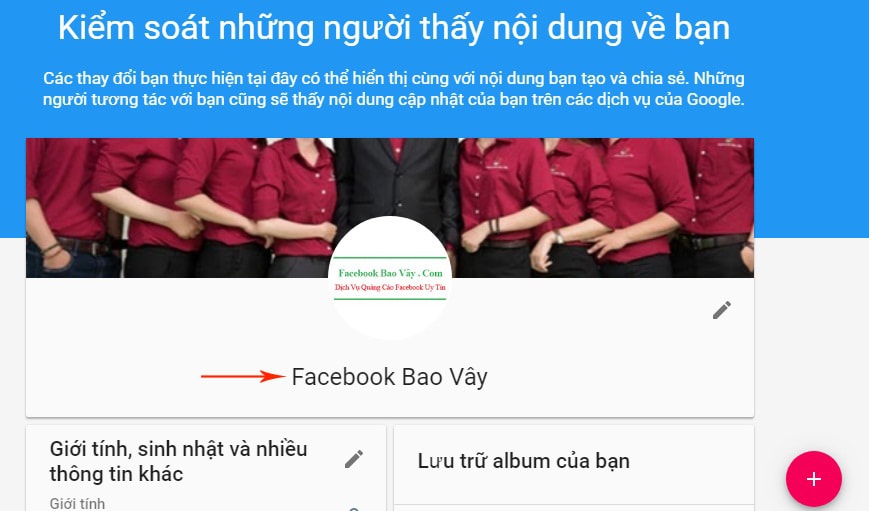 Kiểm soát những người thấy nội dung về bạn
Các thay đổi bạn thực hiện tại đây có thể hiển thị cùng với nội dung bạn tạo và chia sẻ. Những
người tương tác với bạn cũng sẽ thấy nội dung cập nhật của bạn trên các dịch vụ của Google.
Facebook Bao Vây . Com
Dịch Vụ Quảng Cáo Facebook Uy Tín
Facebook Bao Vây
Giới tính, sinh nhật và nhiều
thông tin khác
Giới tính
Lưu trữ album của bạn